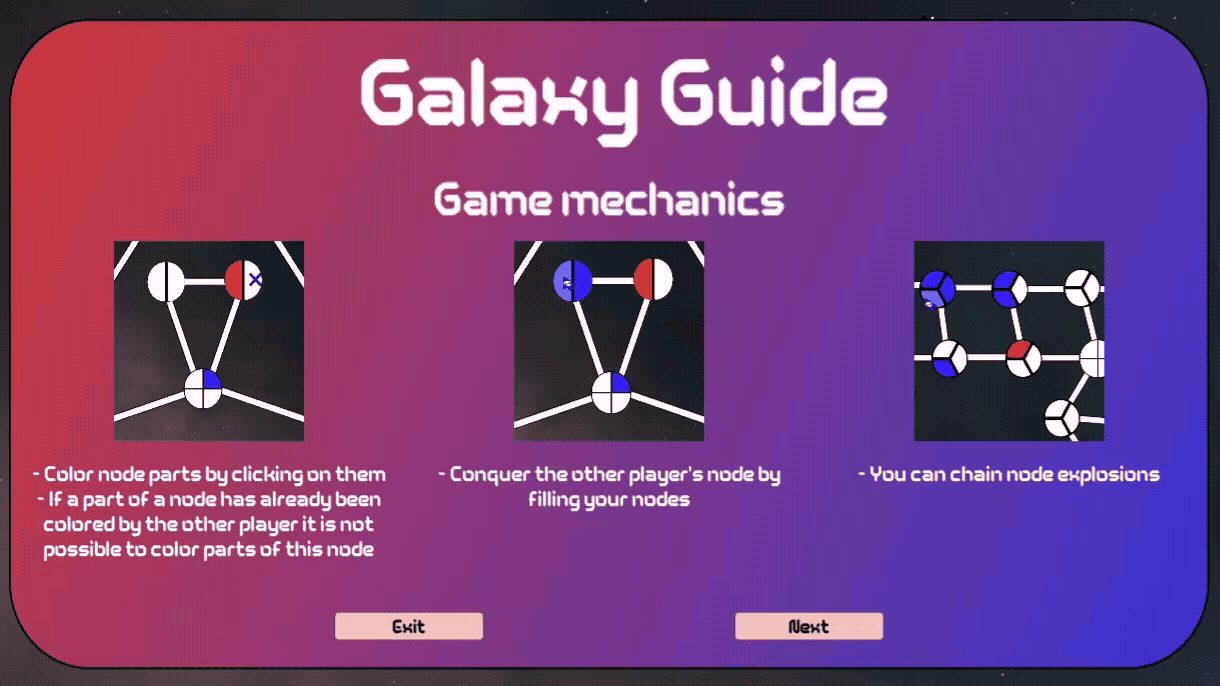 Galaxy Guide
Game mechanics
- Color node parts by clicking on them
- If a part of a node has already been
colored by the other player it is not
possible to color parts of this node
- Conquer the other player's node by
filling your nodes
- You can chain node explosions
Exit
Next